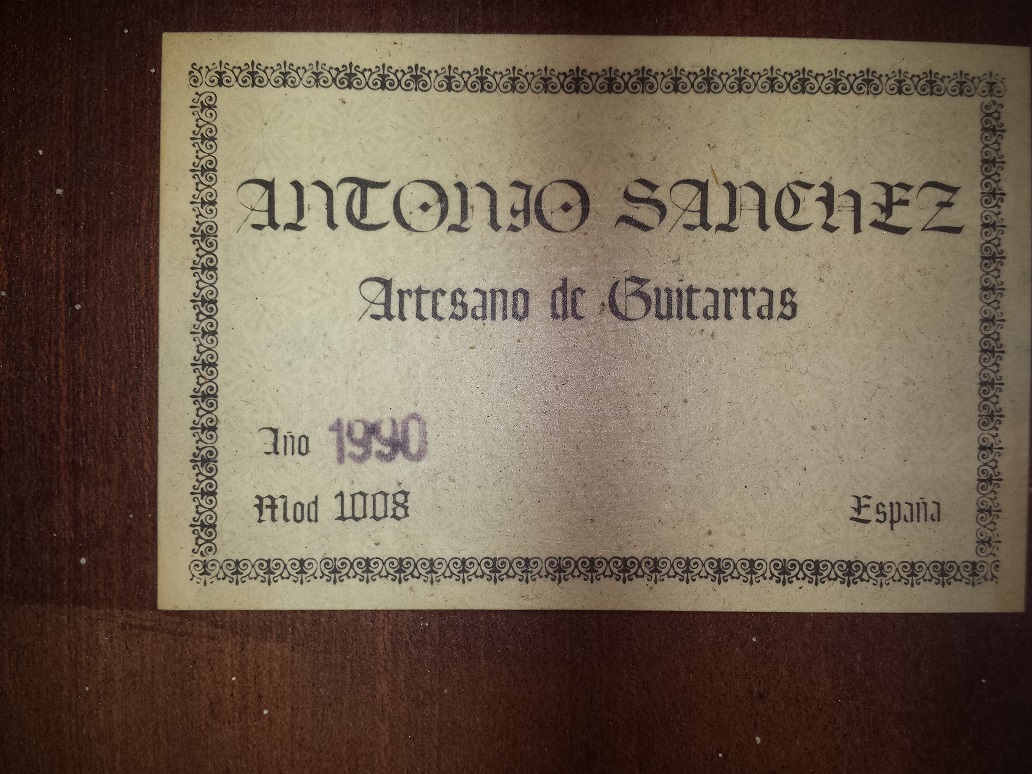 ANTONIO SANCHEZ
Artesano de Guitarras
Año 1990
Mod 1008
España